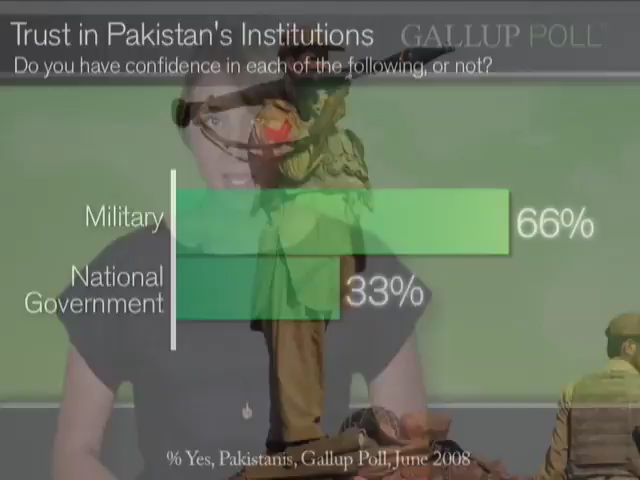 Trust in Pakistan's Institutions GALLUP POLL
Do you have confidence in each of the following, or not?
Military 66%
National
Government 33%
% Yes, Pakistanis, Gallup Poll, June 2008